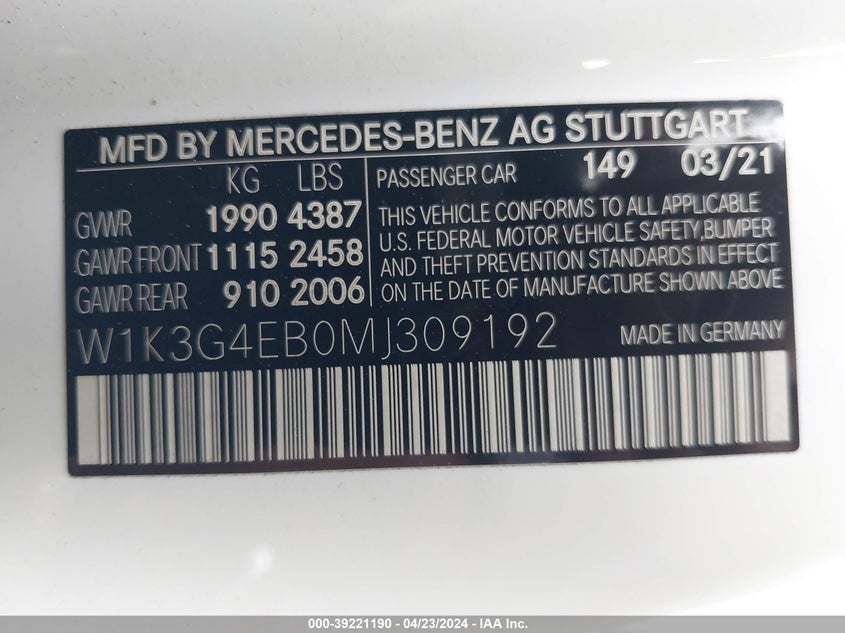 MFD BY MERCEDES-BENZ AG STUTTGART
KG LBS
GVWR 1990 4387
GAWR FRONT 1115 2458
GAWR REAR 910 2006
PASSENGER CAR 149 03/21
THIS VEHICLE CONFORMS TO ALL APPLICABLE
U.S. FEDERAL MOTOR VEHICLE SAFETY,BUMPER
AND THEFT PREVENTION STANDARDS IN EFFECT
ON THE DATE OF MANUFACTURE SHOWN ABOVE
W1K3G4EB0MJ309192
MADE IN GERMANY
000-39221190 - 04/23/2024 - IAA Inc.